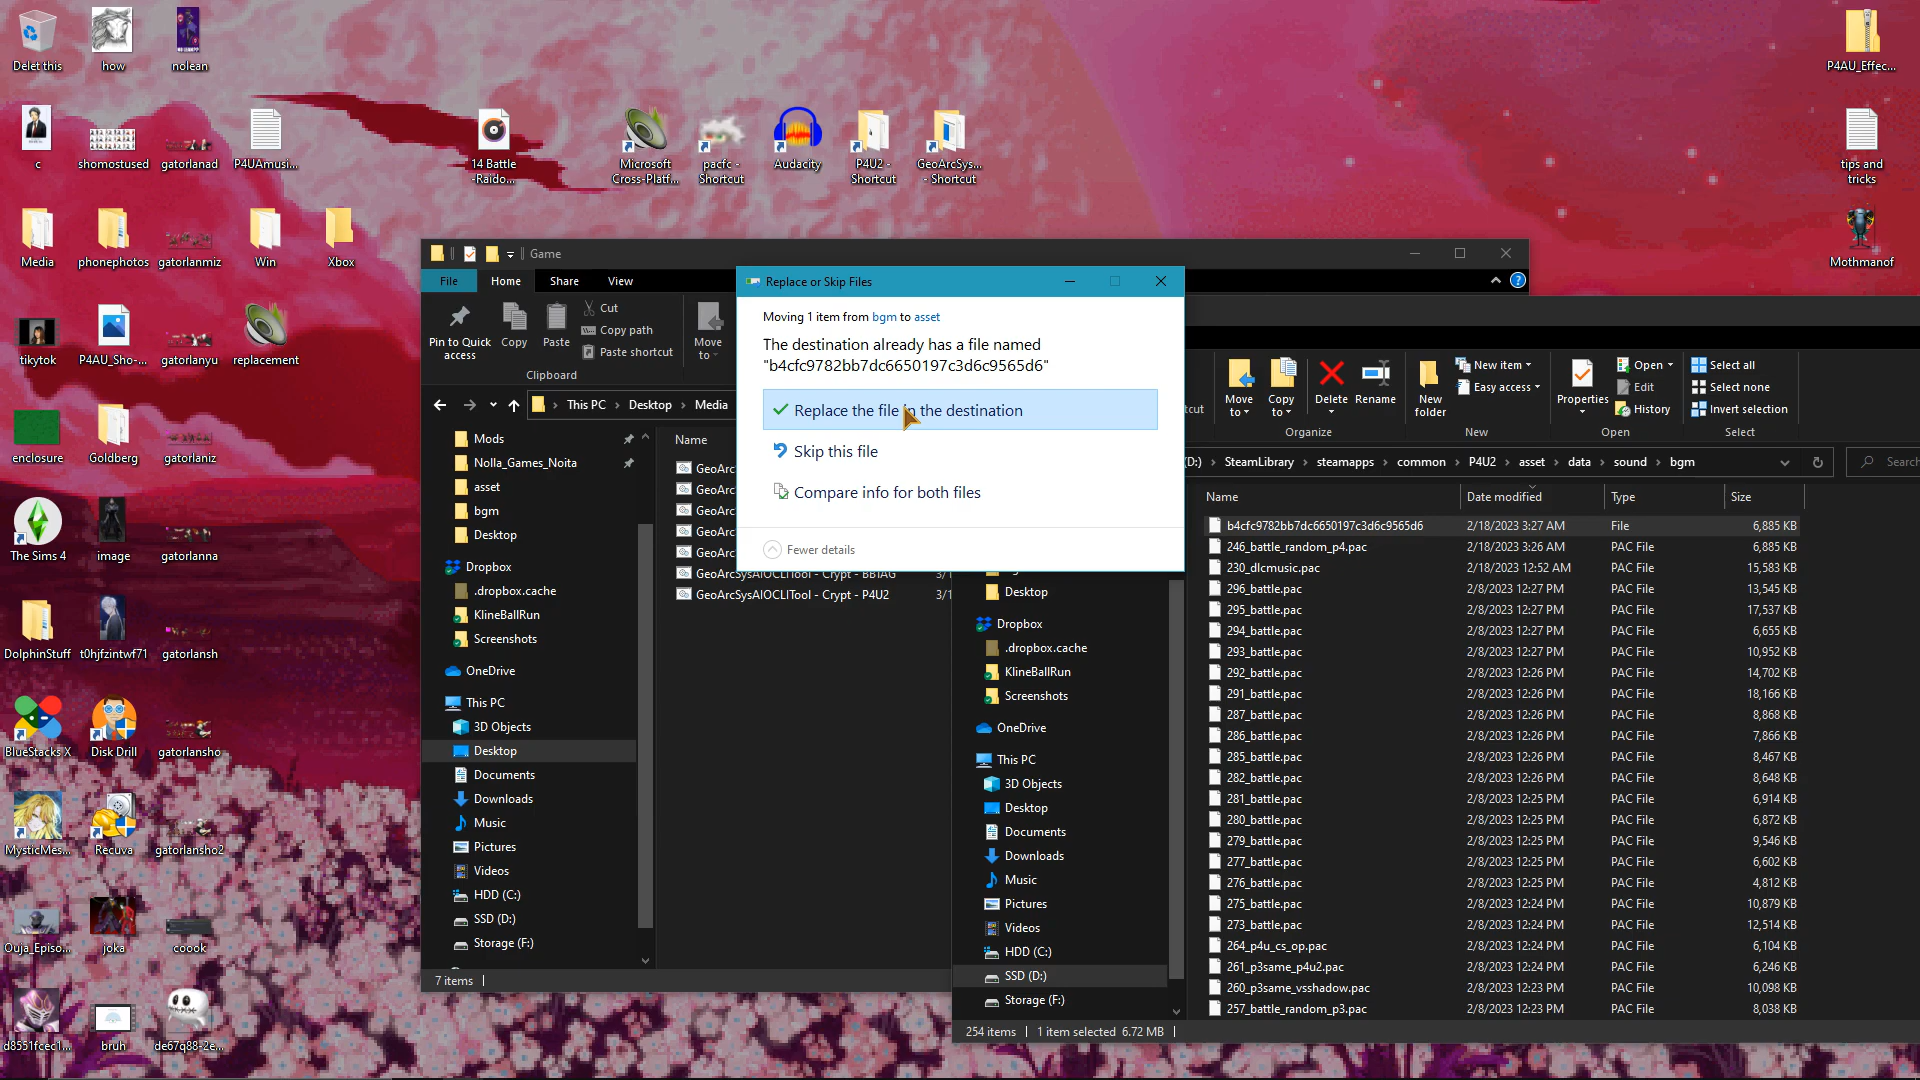 Delet this
how
nolean
P4AU_Effec...
c
shomostused
gatorlanad
P4UAmusi...
14 Battle
-Raido...
Microsoft
Cross-Platf...
pacfc -
Shortcut
Audacity
P4U2 -
Shortcut
GeoArcSys...
- Shortcut
tips and
tricks
Media
phonephotos
gatorlanmiz
Win
Xbox
Mothmanof
tikytok
P4AU_Sho-...
gatorlanyu
replacement
enclosure
Goldberg
gatorlaniz
The Sims 4
image
gatorlanna
DolphinStuff
t0hjfzintwf71
gatorlansh
BlueStacks X
Disk Drill
gatorlansho
MysticMes...
Recuva
gatorlansho2
Ouja_Episo...
joka
coook
d8551fcec1...
bruh
de67q88-2e...
Game
File
Home
Share
View
Pin to Quick
access
Copy
Paste
Cut
Copy path
Paste shortcut
Move
to
Clipboard
This PC
Desktop
Media
Mods
Nolla_Games_Noita
asset
bgm
Desktop
Dropbox
.dropbox.cache
KlineBallRun
Screenshots
OneDrive
This PC
3D Objects
Desktop
Documents
Downloads
Music
Pictures
Videos
HDD (C:)
SSD (D:)
Storage (F:)
7 items
Name
GeoArc
GeoArc
GeoArc
GeoArc
GeoArc
GeoArcSysAIOCLITool - Crypt - BBTAG 3/1
GeoArcSysAIOCLITool - Crypt - P4U2 3/1
Replace or Skip Files
Moving 1 item from bgm to asset
The destination already has a file named
"b4cfc9782bb7dc6650197c3d6c9565d6"
Replace the file in the destination
Skip this file
Compare info for both files
Fewer details
cut
Move
to
Copy
to
Delete
Rename
Organize
New
folder
New item
Easy access
New
Properties
Open
Edit
History
Open
Select all
Select none
Invert selection
Select
(D:)
SteamLibrary
steamapps
common
P4U2
asset
data
sound
bgm
Search
Desktop
Dropbox
.dropbox.cache
KlineBallRun
Screenshots
OneDrive
This PC
3D Objects
Desktop
Documents
Downloads
Music
Pictures
Videos
HDD (C:)
SSD (D:)
Storage (F:)
Name Date modified Type Size
b4cfc9782bb7dc6650197c3d6c9565d6 2/18/2023 3:27 AM File 6,885 KB
246_battle_random_p4.pac 2/18/2023 3:26 AM PAC File 6,885 KB
230_dlcmusic.pac 2/18/2023 12:52 AM PAC File 15,583 KB
296_battle.pac 2/8/2023 12:27 PM PAC File 13,545 KB
295_battle.pac 2/8/2023 12:27 PM PAC File 17,537 KB
294_battle.pac 2/8/2023 12:27 PM PAC File 6,655 KB
293_battle.pac 2/8/2023 12:27 PM PAC File 10,952 KB
292_battle.pac 2/8/2023 12:26 PM PAC File 14,702 KB
291_battle.pac 2/8/2023 12:26 PM PAC File 18,166 KB
287_battle.pac 2/8/2023 12:26 PM PAC File 8,868 KB
286_battle.pac 2/8/2023 12:26 PM PAC File 7,866 KB
285_battle.pac 2/8/2023 12:26 PM PAC File 8,467 KB
282_battle.pac 2/8/2023 12:26 PM PAC File 8,648 KB
281_battle.pac 2/8/2023 12:25 PM PAC File 6,914 KB
280_battle.pac 2/8/2023 12:25 PM PAC File 6,872 KB
279_battle.pac 2/8/2023 12:25 PM PAC File 9,546 KB
277_battle.pac 2/8/2023 12:25 PM PAC File 6,602 KB
276_battle.pac 2/8/2023 12:25 PM PAC File 4,812 KB
275_battle.pac 2/8/2023 12:24 PM PAC File 10,879 KB
273_battle.pac 2/8/2023 12:24 PM PAC File 12,514 KB
264_p4u_cs_op.pac 2/8/2023 12:24 PM PAC File 6,104 KB
261_p3same_p4u2.pac 2/8/2023 12:24 PM PAC File 6,246 KB
260_p3same_vsshadow.pac 2/8/2023 12:23 PM PAC File 10,098 KB
257_battle_random_p3.pac 2/8/2023 12:23 PM PAC File 8,038 KB
254 items
1 item selected 6.72 MB